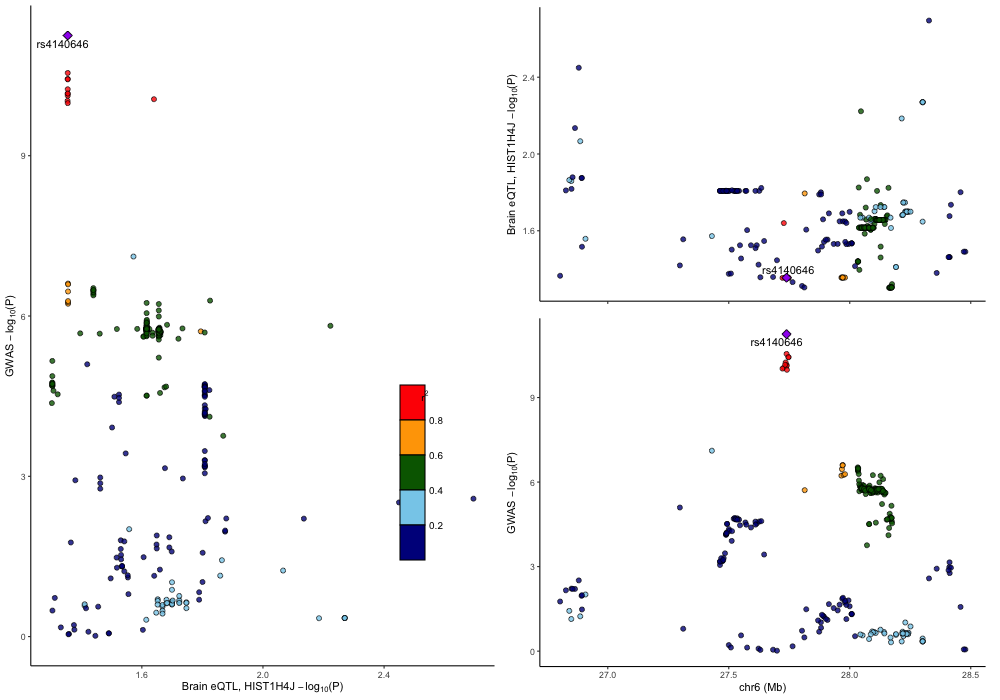 rs4140646
9
6
3
0
GWAS −log10(P)
1.6
2.0
2.4
Brain eQTL, HIST1H4J −log10(P)
r2
0.8
0.6
0.4
0.2
2.4
2.0
1.6
Brain eQTL, HIST1H4J −log10(P)
rs4140646
rs4140646
9
6
3
0
GWAS −log10(P)
27.0
27.5
28.0
28.5
chr6 (Mb)